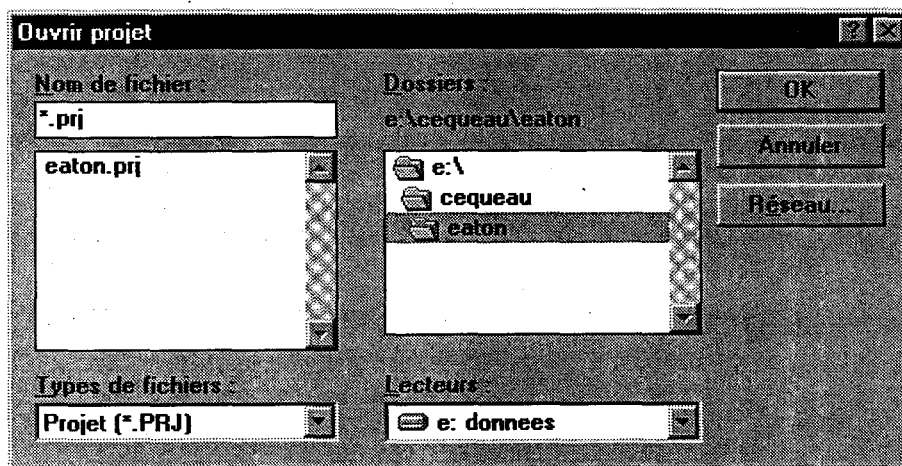 Ouvrir projet
Nom de fichier :
*.prj
eaton.prj
Types de fichiers :
Projet (*.PRJ)
Dossiers :
e:\cequeau\eaton
e:\
cequeau
eaton
Lecteurs :
e: donnees
OK
Annuler
Réseau...